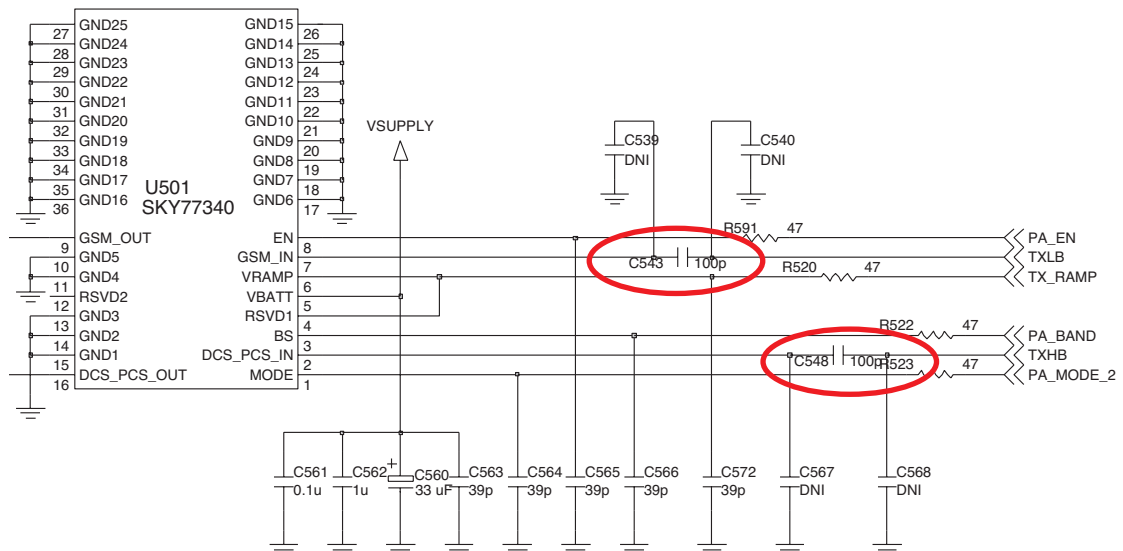 GND25 GND15
27 26
GND24 GND14
28 25
GND23 GND13
29 24
GND22 GND12
30 23
GND21 GND11
31 22
GND20 GND10
32 21
GND19 GND9
33 20
GND18 GND8
34 19
GND17 GND7
35 18
GND16 GND6
36 17
U501
SKY77340
VSUPPLY
C539
DNI
C540
DNI
GSM_OUT EN R591 47 PA_EN
9 8
GND5 GSM_IN C543 100p TXLB
10 7
GND4 VRAMP R520 47 TX_RAMP
11 6
RSVD2 VBATT
12 5
GND3 RSVD1
13 4
GND2 BS R522 47 PA_BAND
14 3
GND1 DCS_PCS_IN C548 100p TXHB
15 2
DCS_PCS_OUT MODE R523 47 PA_MODE_2
16 1
C561
0.1u
C562
1u
+
C560
33 uF
C563
39p
C564
39p
C565
39p
C566
39p
C572
39p
C567
DNI
C568
DNI